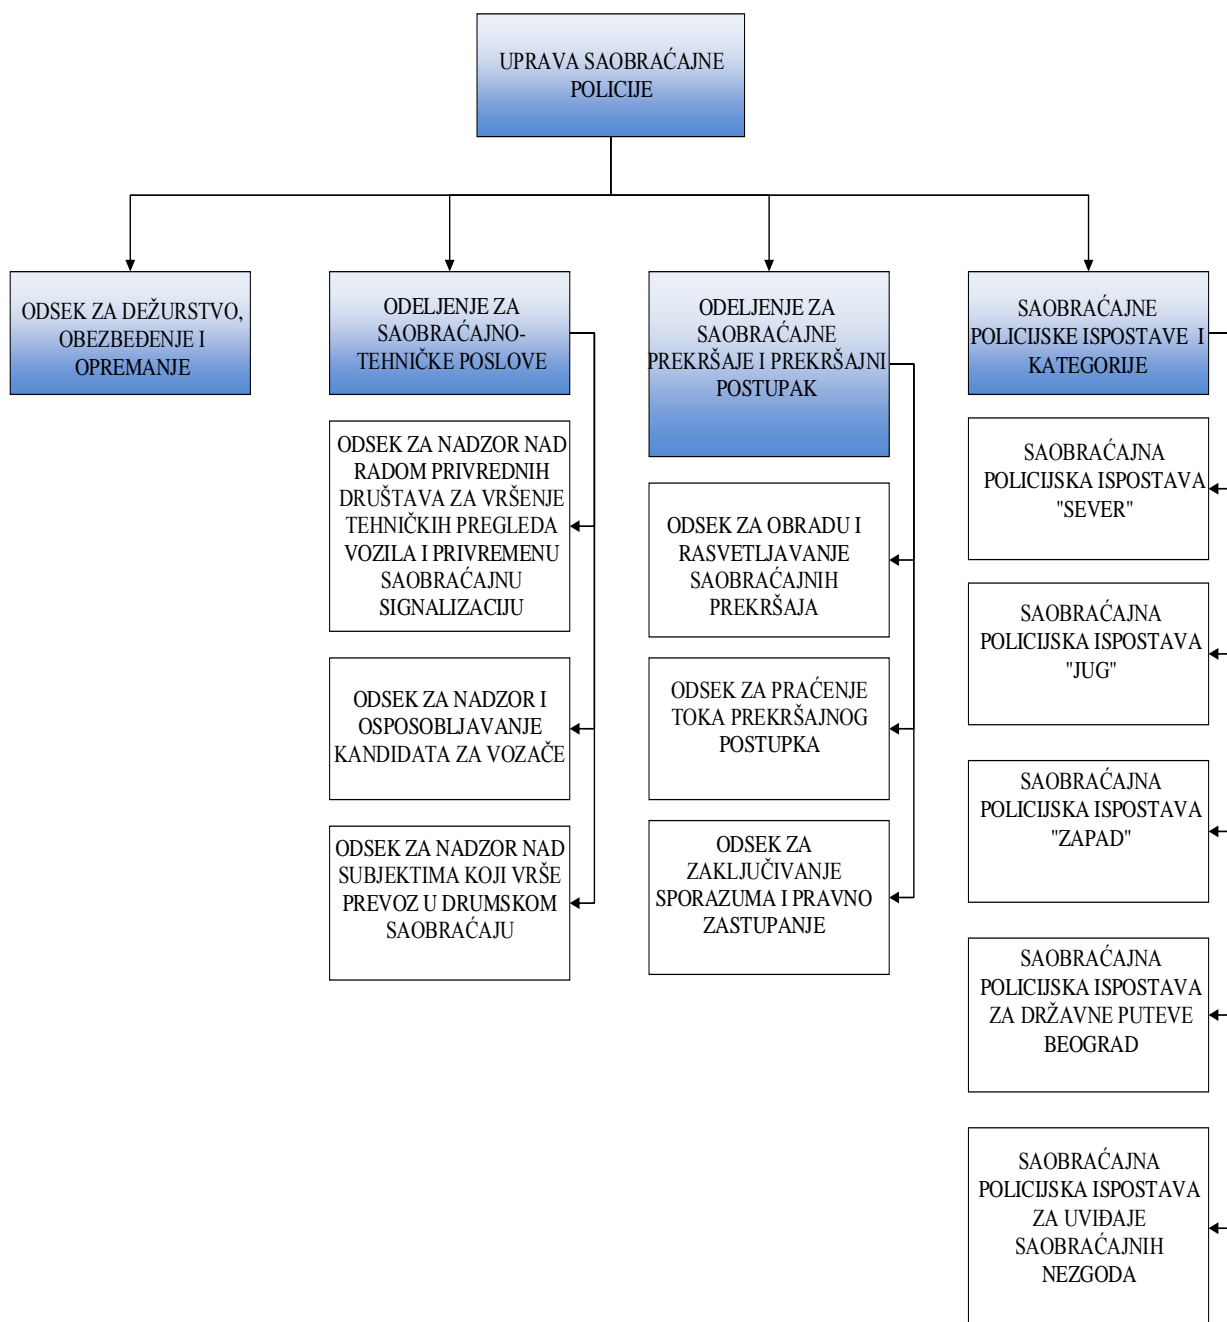 UPRAVA SAOBRAĆAJNE
POLICIJE
ODSEK ZA DEŽURSTVO,
OBEZBEĐENJE I
OPREMANJE
ODELJENJE ZA
SAOBRAĆAJNO-
TEHNIČKE POSLOVE
ODSEK ZA NADZOR NAD
RADOM PRIVREDNIH
DRUŠTAVA ZA VRŠENJE
TEHNIČKIH PREGLEDA
VOZILA I PRIVREMENU
SAOBRAĆAJNU
SIGNALIZACIJU
ODSEK ZA NADZOR I
OSPOSOBLJAVANJE
KANDIDATA ZA VOZAČE
ODSEK ZA NADZOR NAD
SUBJEKTIMA KOJI VRŠE
PREVOZ U DRUMSKOM
SAOBRAĆAJU
ODELJENJE ZA
SAOBRAĆAJNE
PREKRŠAJE I PREKRŠAJNI
POSTUPAK
ODSEK ZA OBRADU I
RASVETLJAVANJE
SAOBRAĆAJNIH
PREKRŠAJA
ODSEK ZA PRAĆENJE
TOKA PREKRŠAJNOG
POSTUPKA
ODSEK ZA
ZAKLJUČIVANJE
SPORAZUMA I PRAVNO
ZASTUPANJE
SAOBRAĆAJNE
POLICIJSKE ISPOSTAVE I
KATEGORIJE
SAOBRAĆAJNA
POLICIJSKA ISPOSTAVA
"SEVER"
SAOBRAĆAJNA
POLICIJSKA ISPOSTAVA
"JUG"
SAOBRAĆAJNA
POLICIJSKA ISPOSTAVA
"ZAPAD"
SAOBRAĆAJNA
POLICIJSKA ISPOSTAVA
ZA DRŽAVNE PUTEVE
BEOGRAD
SAOBRAĆAJNA
POLICIJSKA ISPOSTAVA
ZA UVIĐAJE
SAOBRAĆAJNIH
NEZGODA